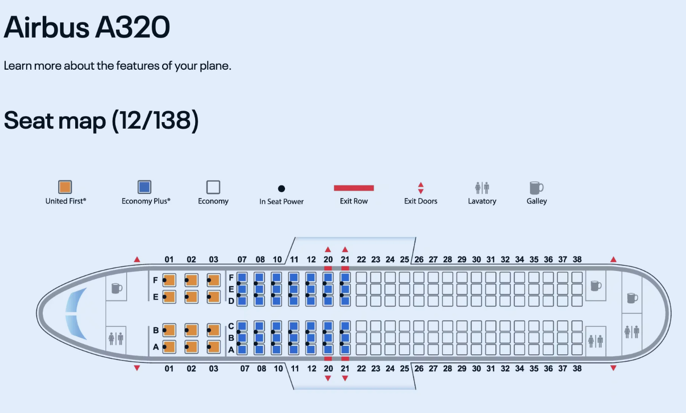 Airbus A320
Learn more about the features of your plane.
Seat map (12/138)
United First®
Economy Plus®
Economy
In Seat Power
Exit Row
Exit Doors
Lavatory
Galley
01 02 03 07 08 10 11 12 20 21 22 23 24 25 26 27 28 29 30 31 32 34 35 36 37 38
F F
E E
D
B C
A B
A
01 02 03 07 08 10 11 12 20 21 22 23 24 25 26 27 28 29 30 31 32 34 35 36 37 38